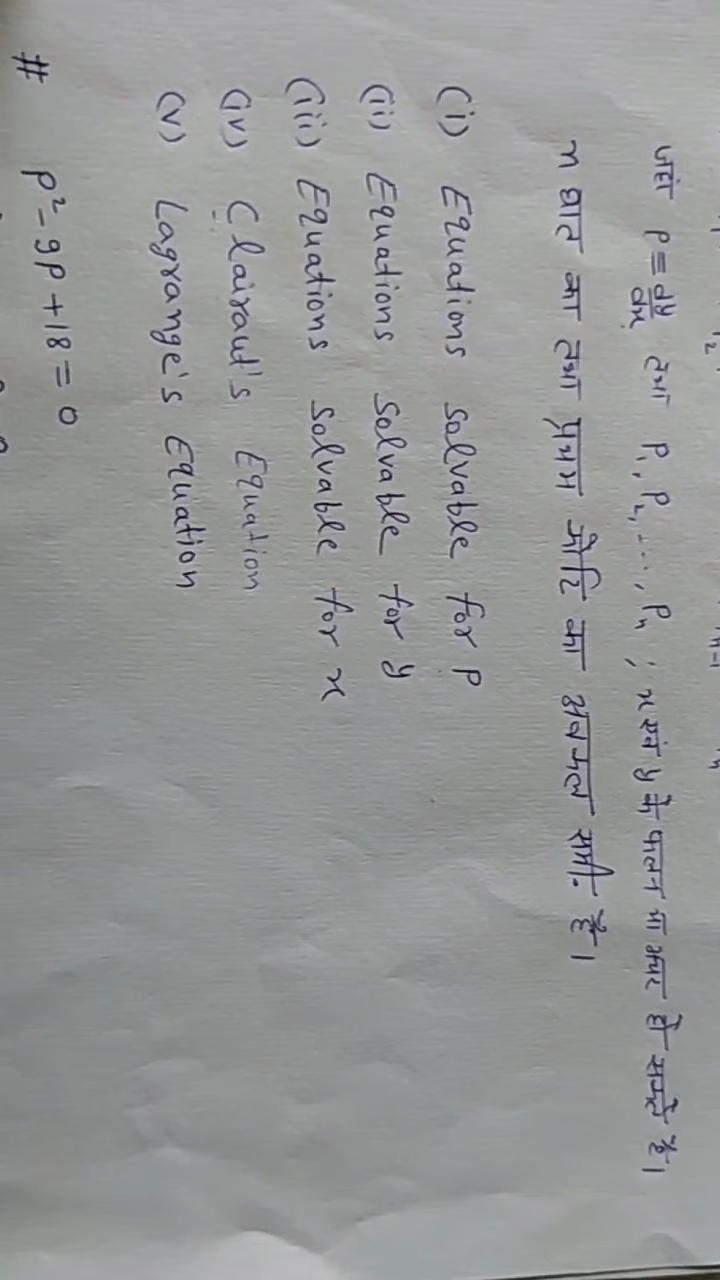 जहां P = dy/dx तथा P₁, P₂, ----, Pₙ ; x एवं y के फलन या अचर हो सकते है।
n घात का तथा प्रथम कोटि का अवकल समी. है।
(i) Equations solvable for P
(ii) Equations solvable for y
(iii) Equations solvable for x
(iv) Clairaut's Equation
(v) Lagrange's Equation
# P² - 9P + 18 = 0